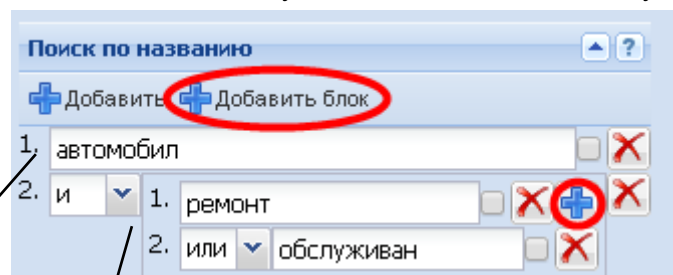 Поиск по названию ?
Добавить Добавить блок
1. автомобил
2. и 1. ремонт
2. или обслуживан